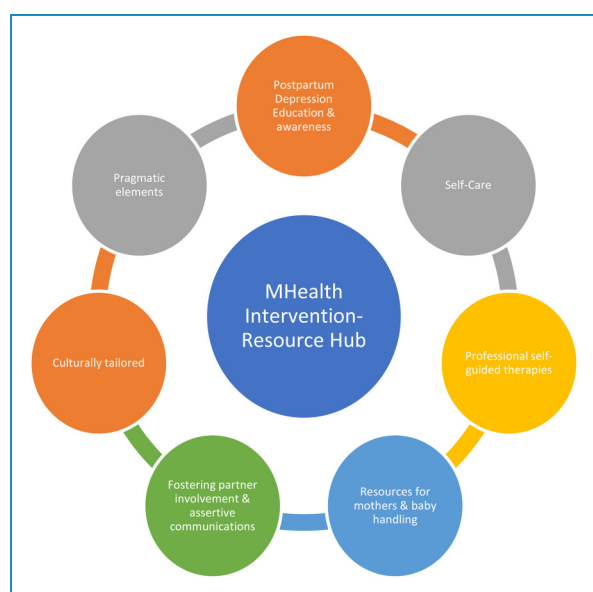 Postpartum
Depression
Education &
awareness
Self-Care
Professional self-
guided therapies
Resources for
mothers & baby
handling
Fostering partner
involvement &
assertive
communications
Culturally tailored
Pragmatic
elements
MHealth
Intervention-
Resource Hub